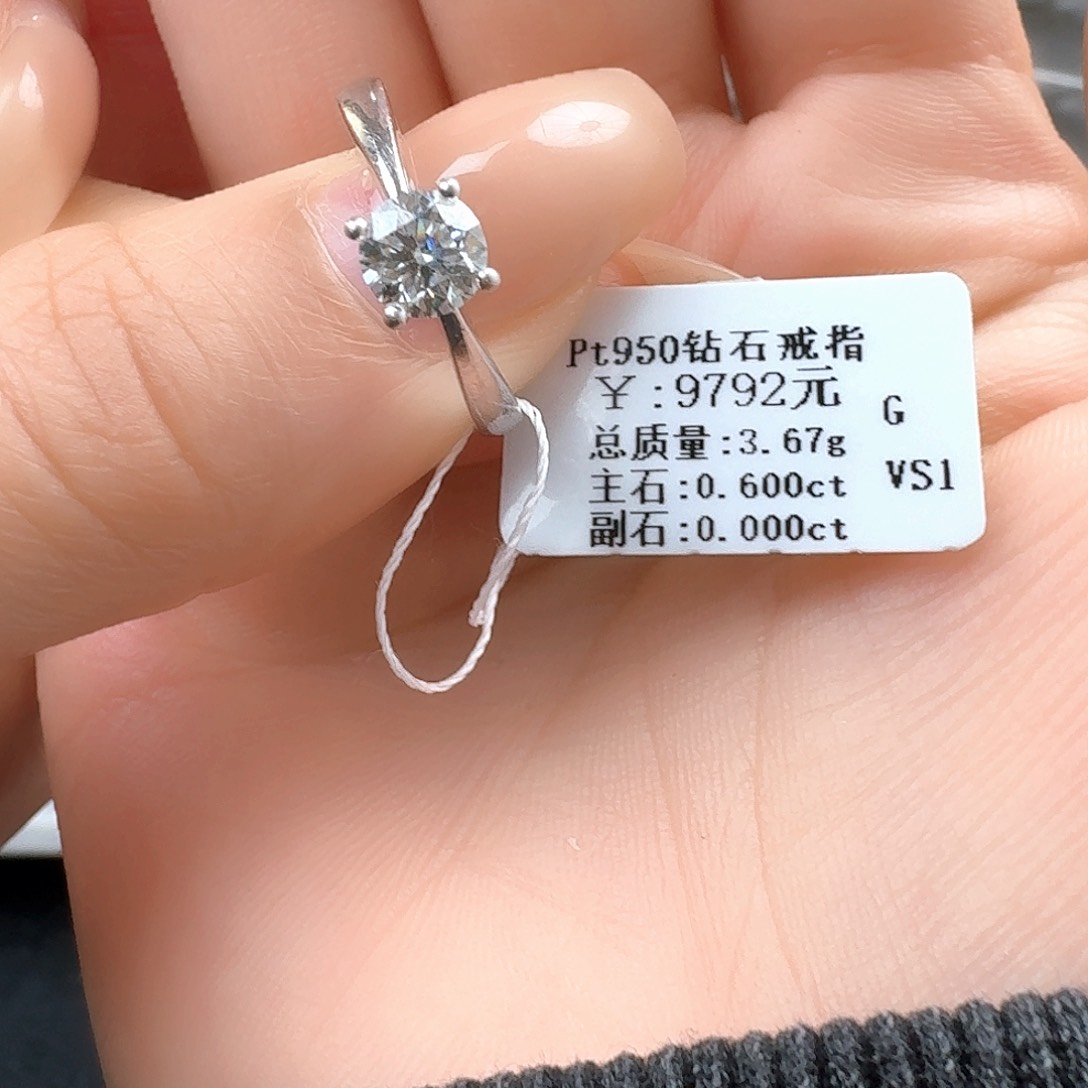 Pt950钻石戒指
¥:9792元
G
总质量:3.67g
主石:0.600ct
VS1
副石:0.000ct